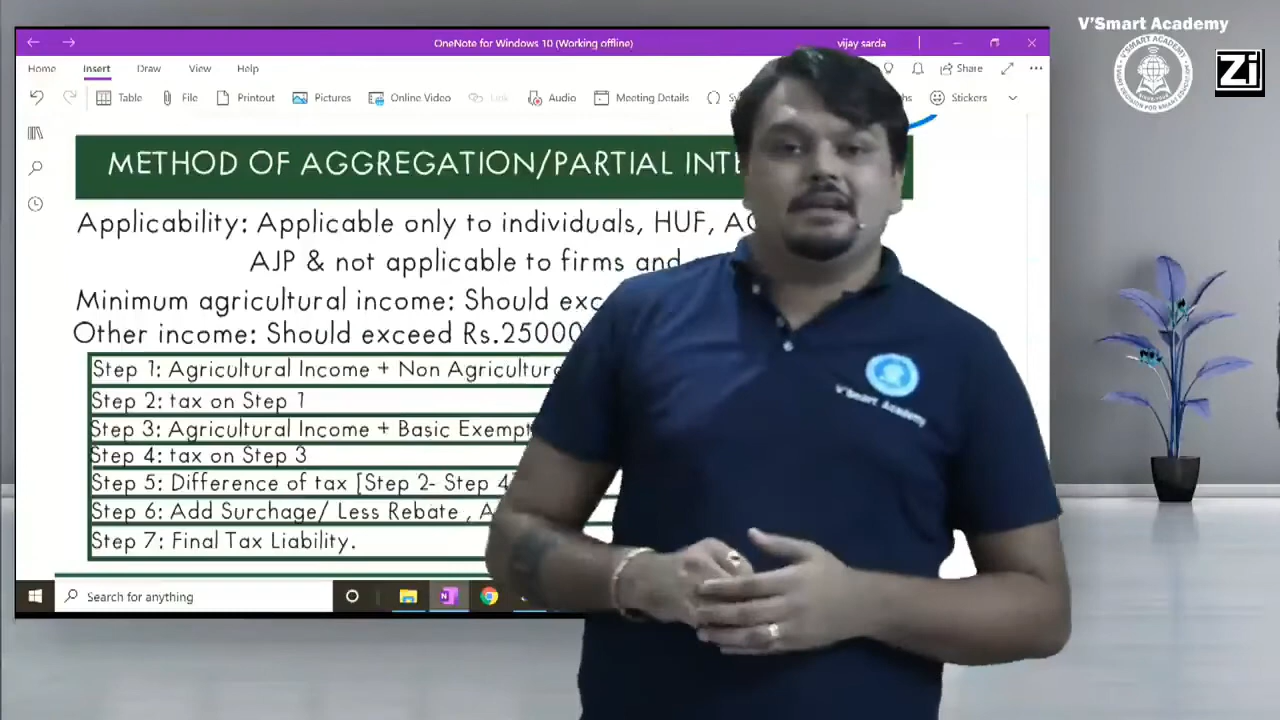 V'Smart Academy
OneNote for Windows 10 (Working offline)
vijay sarda
Home Insert Draw View Help
Share
Table File Printout Pictures Online Video Link Audio Meeting Details Stickers
Zi
METHOD OF AGGREGATION/PARTIAL INTE
Applicability: Applicable only to individuals, HUF,
AJP & not applicable to firms and
Minimum agricultural income: Should exc
Other income: Should exceed Rs.25000
Step 1: Agricultural Income + Non Agricultura
Step 2: tax on Step 1
Step 3: Agricultural Income + Basic Exempt
Step 4: tax on Step 3
Step 5: Difference of tax [Step 2- Step 4]
Step 6: Add Surchage/ Less Rebate ,
Step 7: Final Tax Liability.
V'Smart Academy
Search for anything